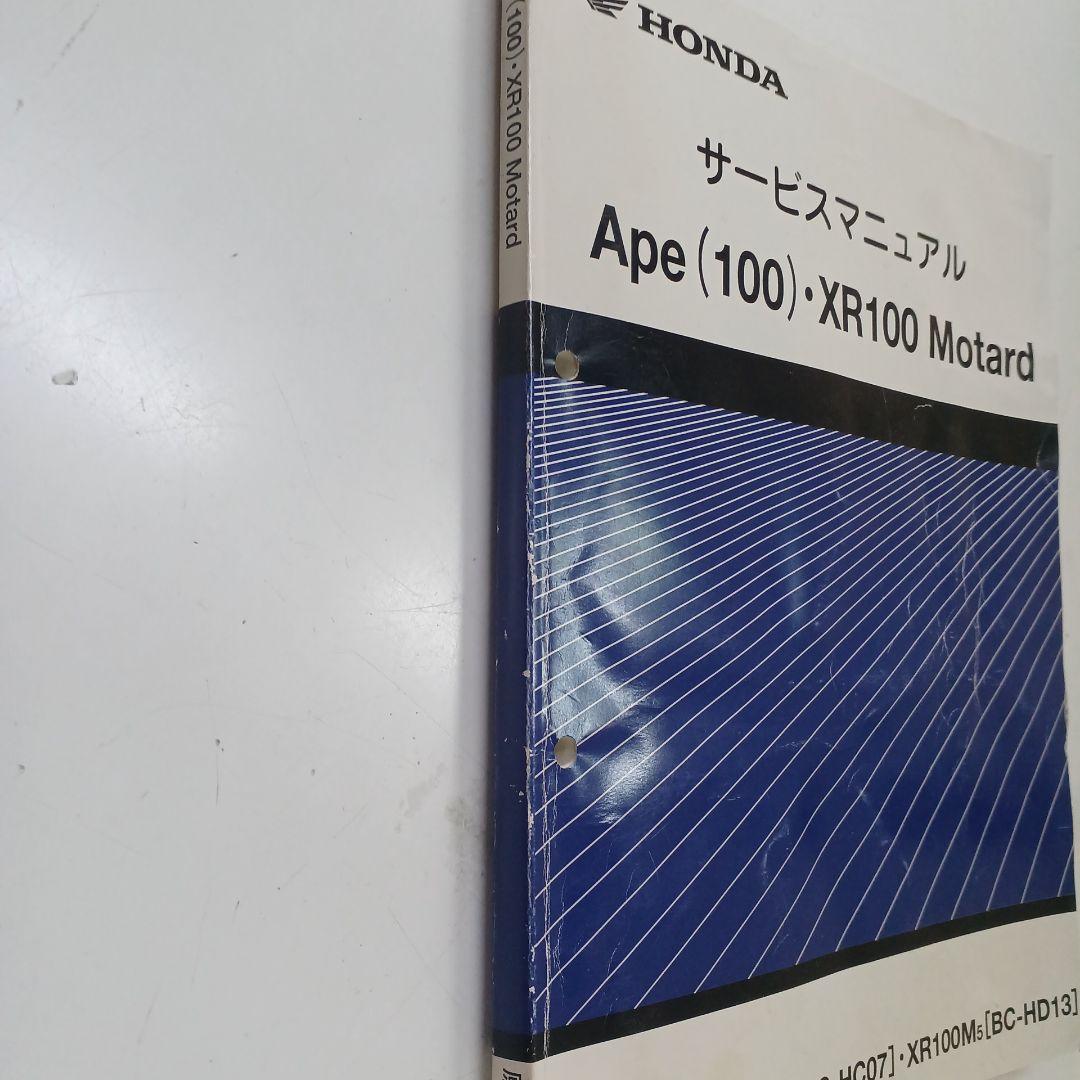 HONDA
サービスマニュアル
Ape(100)・XR100 Motard
HC07]・XR100M5[BC-HD13]
(100)・XR100 Motard